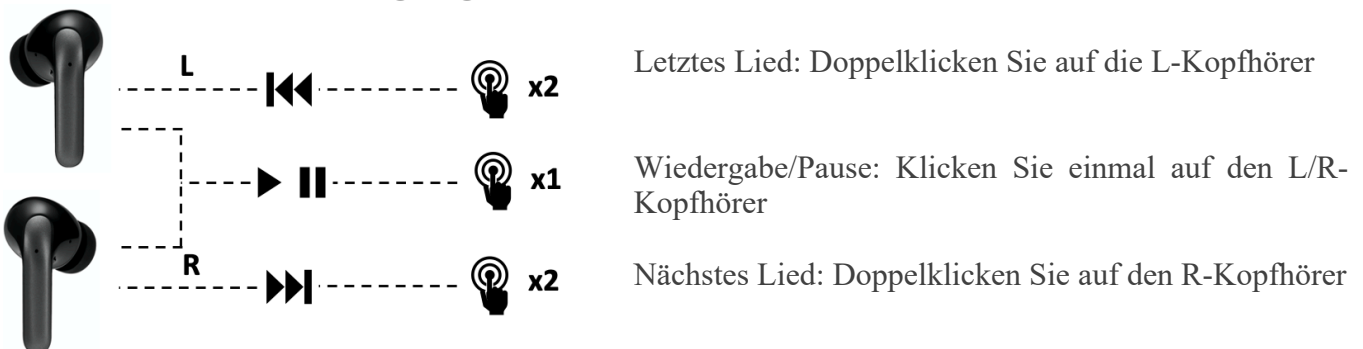 L
x2
Letztes Lied: Doppelklicken Sie auf die L-Kopfhörer
x1
Wiedergabe/Pause: Klicken Sie einmal auf den L/R-
Kopfhörer
R
x2
Nächstes Lied: Doppelklicken Sie auf den R-Kopfhörer